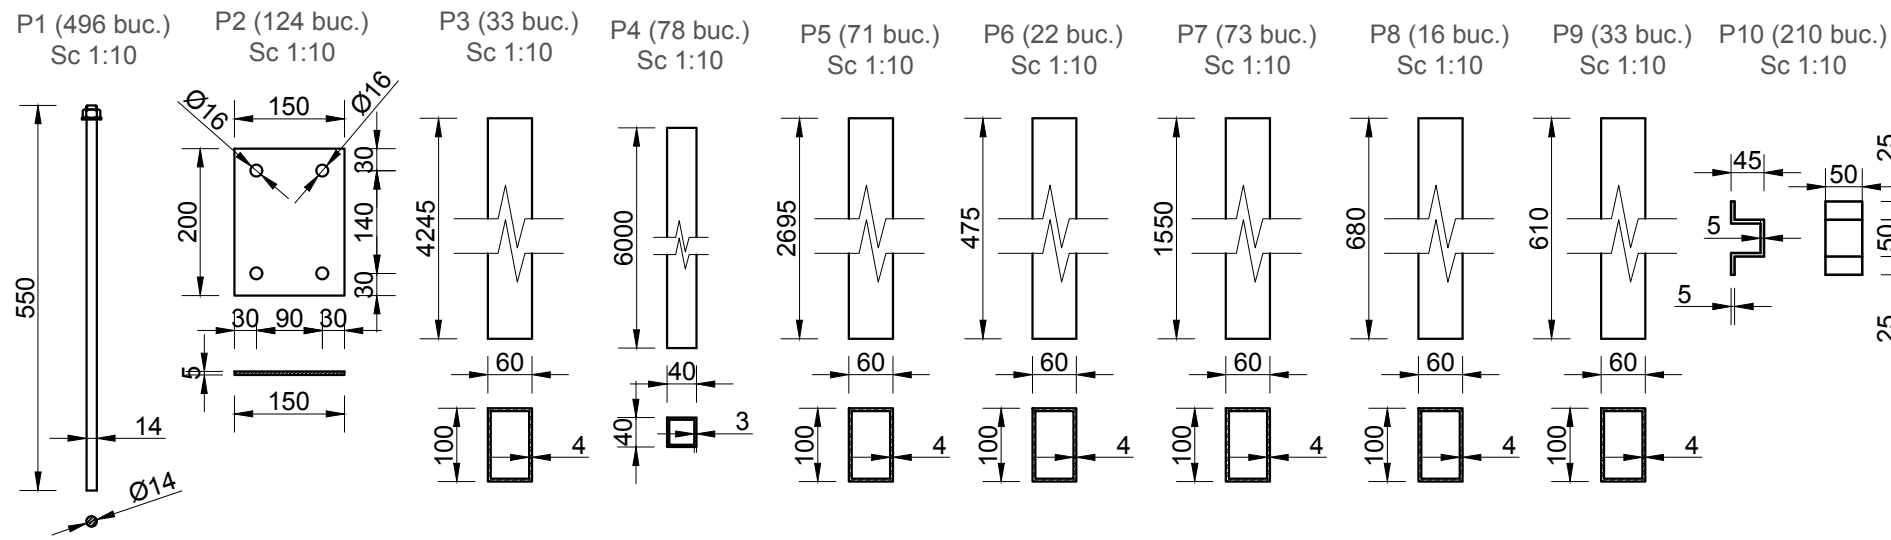 P1 (496 buc.)
Sc 1:10
550
14
Ø14
P2 (124 buc.)
Sc 1:10
Ø16
150
Ø16
200
30
140
30
30
90
30
5
150
P3 (33 buc.)
Sc 1:10
4245
60
100
4
P4 (78 buc.)
Sc 1:10
6000
40
40
3
P5 (71 buc.)
Sc 1:10
2695
60
100
4
P6 (22 buc.)
Sc 1:10
475
60
100
4
P7 (73 buc.)
Sc 1:10
1550
60
100
4
P8 (16 buc.)
Sc 1:10
680
60
100
4
P9 (33 buc.)
Sc 1:10
610
60
100
4
P10 (210 buc.)
Sc 1:10
45
5
5
50
25
50
25